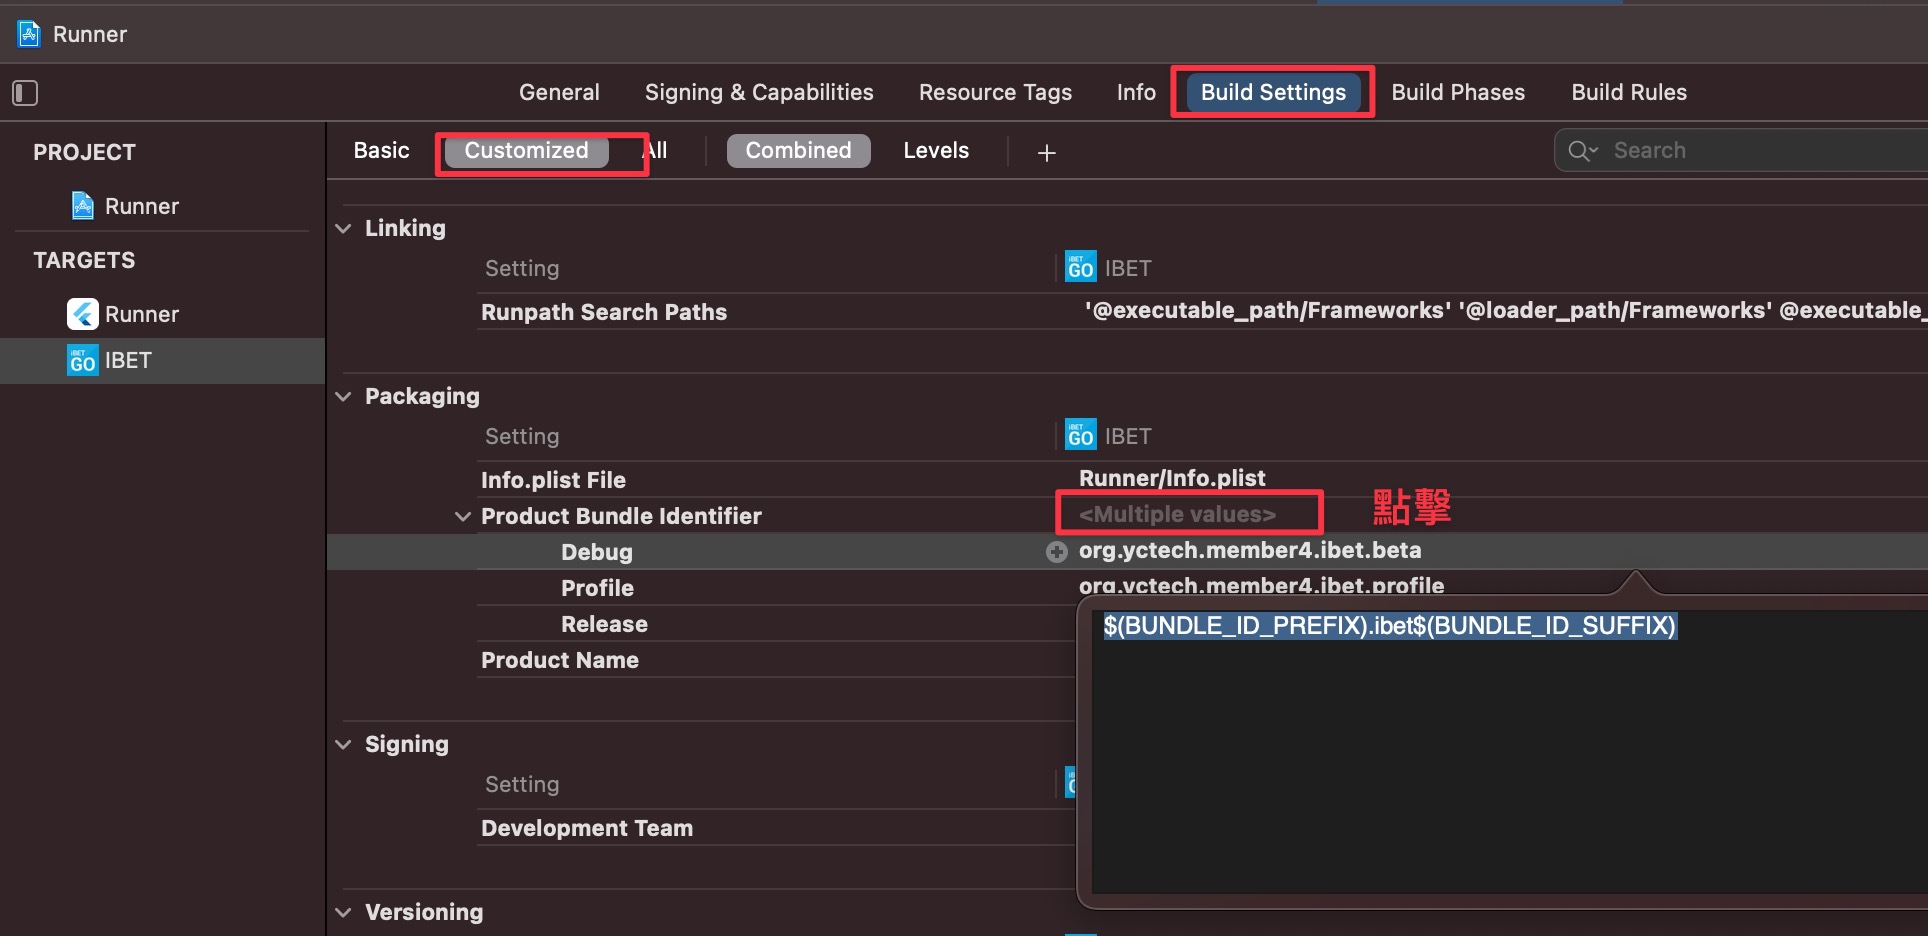 Runner
General Signing & Capabilities Resource Tags Info Build Settings Build Phases Build Rules
PROJECT
Runner
TARGETS
Runner
iBET GO IBET
Basic Customized All Combined Levels + Search
Linking
Setting iBET GO IBET
Runpath Search Paths '@executable_path/Frameworks' '@loader_path/Frameworks' @executable_
Packaging
Setting iBET GO IBET
Info.plist File Runner/Info.plist
Product Bundle Identifier <Multiple values> 點擊
Debug org.yctech.member4.ibet.beta
Profile org.yctech.member4.ibet.profile
Release
$(BUNDLE_ID_PREFIX).ibet$(BUNDLE_ID_SUFFIX)
Product Name
Signing
Setting
Development Team
Versioning